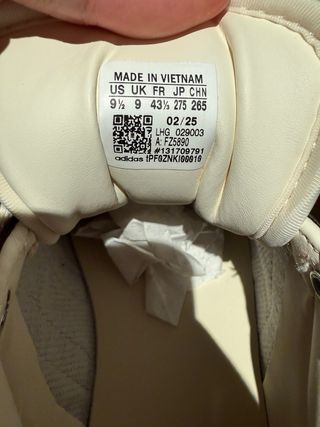 MADE IN VIETNAM
US UK FR JP CHN
9½ 9 43⅓ 275 265
02/25
LHG 029003
A: FZ5890
#131709791
adidas IPF0ZNKI00010